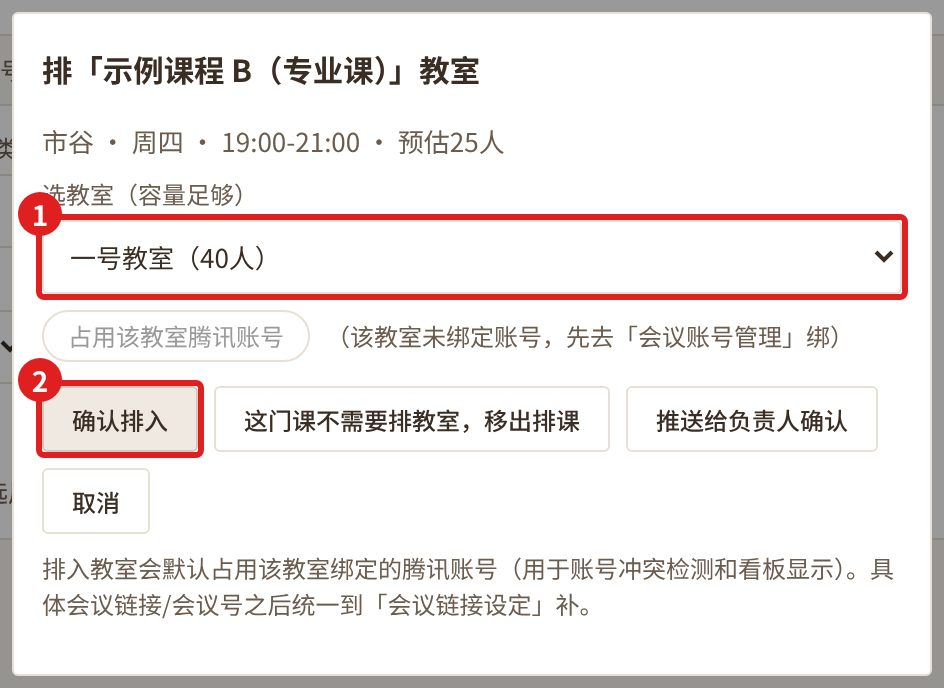 排「示例课程 B（专业课）」教室
市谷 · 周四 · 19:00-21:00 · 预估25人
选教室（容量足够）
1
一号教室（40人）
占用该教室腾讯账号 （该教室未绑定账号，先去「会议账号管理」绑）
2
确认排入 这门课不需要排教室，移出排课 推送给负责人确认
取消
排入教室会默认占用该教室绑定的腾讯账号（用于账号冲突检测和看板显示）。具
体会议链接/会议号之后统一到「会议链接设定」补。